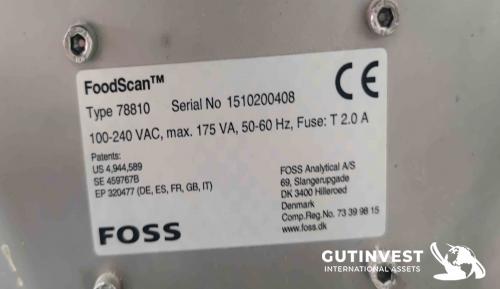 FoodScan™
Type 78810 Serial No 1510200408
100-240 VAC, max. 175 VA, 50-60 Hz, Fuse: T 2.0 A
Patents:
US 4,944,589
SE 459767B
EP 320477 (DE, ES, FR, GB, IT)
FOSS Analytical A/S
69, Slangerupgade
DK 3400 Hilleroed
Denmark
Comp.Reg.No. 73 39 98 15
www.foss.dk
CE
FOSS
GUTINVEST
INTERNATIONAL ASSETS